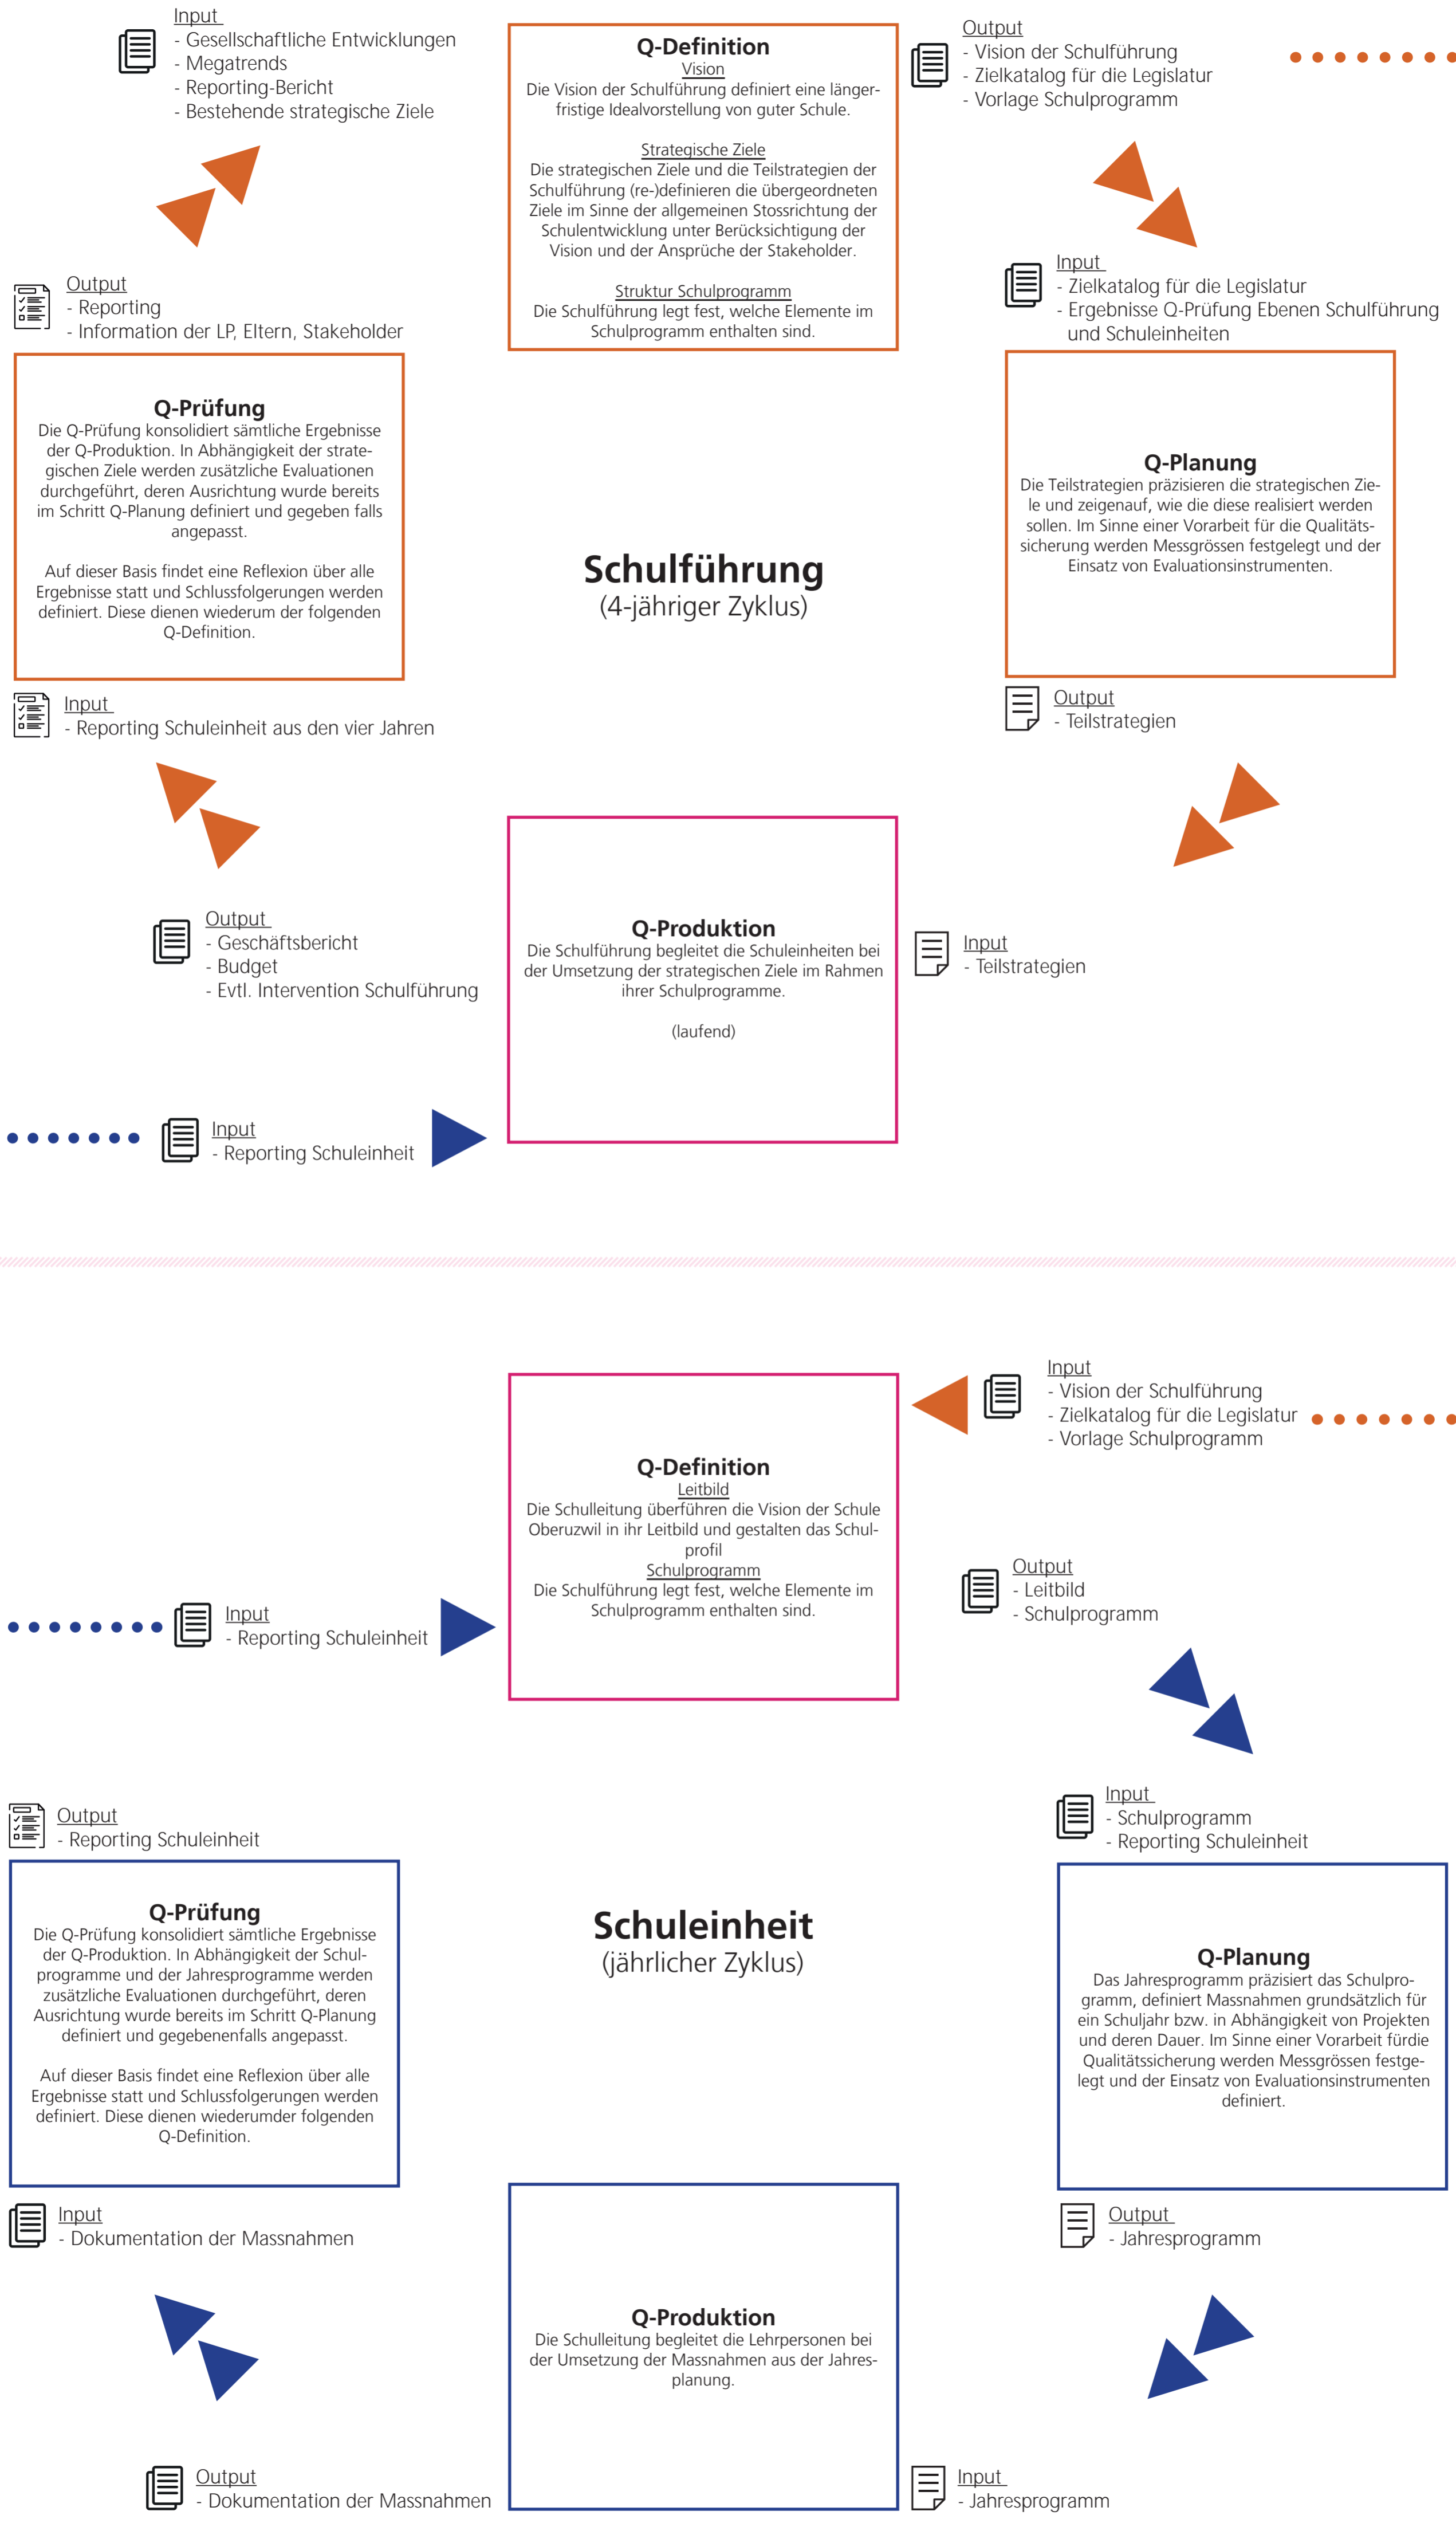 Input
- Gesellschaftliche Entwicklungen
- Megatrends
- Reporting-Bericht
- Bestehende strategische Ziele
Q-Definition
Vision
Die Vision der Schulführung definiert eine länger-
fristige Idealvorstellung von guter Schule.
Strategische Ziele
Die strategischen Ziele und die Teilstrategien der
Schulführung (re-)definieren die übergeordneten
Ziele im Sinne der allgemeinen Stossrichtung der
Schulentwicklung unter Berücksichtigung der
Vision und der Ansprüche der Stakeholder.
Struktur Schulprogramm
Die Schulführung legt fest, welche Elemente im
Schulprogramm enthalten sind.
Output
- Vision der Schulführung
- Zielkatalog für die Legislatur
- Vorlage Schulprogramm
Input
- Zielkatalog für die Legislatur
- Ergebnisse Q-Prüfung Ebenen Schulführung
und Schuleinheiten
Output
- Reporting
- Information der LP, Eltern, Stakeholder
Q-Prüfung
Die Q-Prüfung konsolidiert sämtliche Ergebnisse
der Q-Produktion. In Abhängigkeit der strate-
gischen Ziele werden zusätzliche Evaluationen
durchgeführt, deren Ausrichtung wurde bereits
im Schritt Q-Planung definiert und gegeben falls
angepasst.
Auf dieser Basis findet eine Reflexion über alle
Ergebnisse statt und Schlussfolgerungen werden
definiert. Diese dienen wiederum der folgenden
Q-Definition.
Schulführung
(4-jähriger Zyklus)
Q-Planung
Die Teilstrategien präzisieren die strategischen Zie-
le und zeigenauf, wie die diese realisiert werden
sollen. Im Sinne einer Vorarbeit für die Qualitäts-
sicherung werden Messgrössen festgelegt und der
Einsatz von Evaluationsinstrumenten.
Input
- Reporting Schuleinheit aus den vier Jahren
Output
- Teilstrategien
Output
- Geschäftsbericht
- Budget
- Evtl. Intervention Schulführung
Q-Produktion
Die Schulführung begleitet die Schuleinheiten bei
der Umsetzung der strategischen Ziele im Rahmen
ihrer Schulprogramme.
(laufend)
Input
- Teilstrategien
Input
- Reporting Schuleinheit
Input
- Vision der Schulführung
- Zielkatalog für die Legislatur
- Vorlage Schulprogramm
Q-Definition
Leitbild
Die Schulleitung überführen die Vision der Schule
Oberuzwil in ihr Leitbild und gestalten das Schul-
profil
Schulprogramm
Die Schulführung legt fest, welche Elemente im
Schulprogramm enthalten sind.
Output
- Leitbild
- Schulprogramm
Input
- Reporting Schuleinheit
Input
- Schulprogramm
- Reporting Schuleinheit
Output
- Reporting Schuleinheit
Q-Prüfung
Die Q-Prüfung konsolidiert sämtliche Ergebnisse
der Q-Produktion. In Abhängigkeit der Schul-
programme und der Jahresprogramme werden
zusätzliche Evaluationen durchgeführt, deren
Ausrichtung wurde bereits im Schritt Q-Planung
definiert und gegebenenfalls angepasst.
Auf dieser Basis findet eine Reflexion über alle
Ergebnisse statt und Schlussfolgerungen werden
definiert. Diese dienen wiederumder folgenden
Q-Definition.
Schuleinheit
(jährlicher Zyklus)
Q-Planung
Das Jahresprogramm präzisiert das Schulpro-
gramm, definiert Massnahmen grundsätzlich für
ein Schuljahr bzw. in Abhängigkeit von Projekten
und deren Dauer. Im Sinne einer Vorarbeit fürdie
Qualitätssicherung werden Messgrössen festge-
legt und der Einsatz von Evaluationsinstrumenten
definiert.
Input
- Dokumentation der Massnahmen
Output
- Jahresprogramm
Q-Produktion
Die Schulleitung begleitet die Lehrpersonen bei
der Umsetzung der Massnahmen aus der Jahres-
planung.
Output
- Dokumentation der Massnahmen
Input
- Jahresprogramm